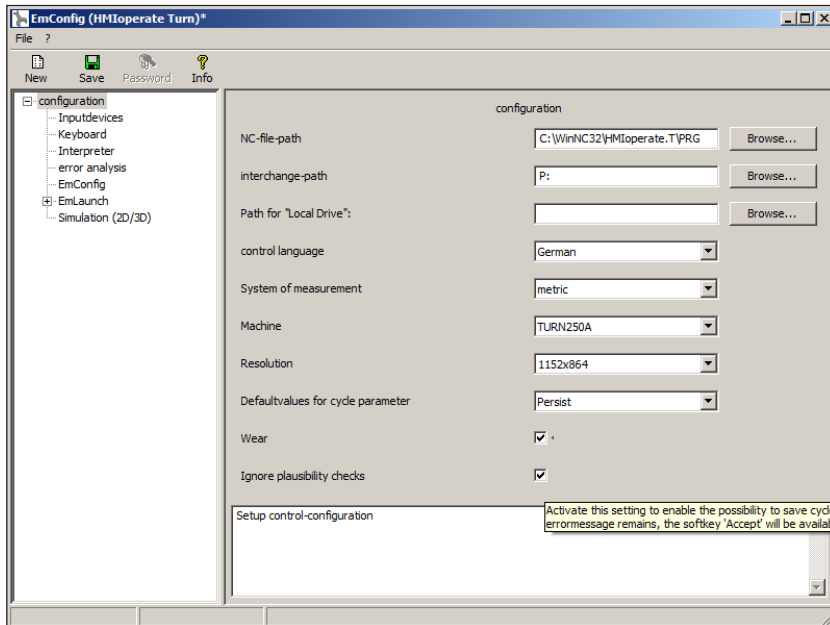 EmConfig (HMIoperate Turn)*
File ?
New Save Password Info
configuration
Inputdevices
Keyboard
Interpreter
error analysis
EmConfig
EmLaunch
Simulation (2D/3D)
configuration
NC-file-path C:\WinNC32\HMIoperate.T\PRG Browse...
interchange-path P: Browse...
Path for "Local Drive": Browse...
control language German
System of measurement metric
Machine TURN250A
Resolution 1152x864
Defaultvalues for cycle parameter Persist
Wear
Ignore plausibility checks
Setup control-configuration
Activate this setting to enable the possibility to save
errormessage remains, the softkey 'Accept' will be